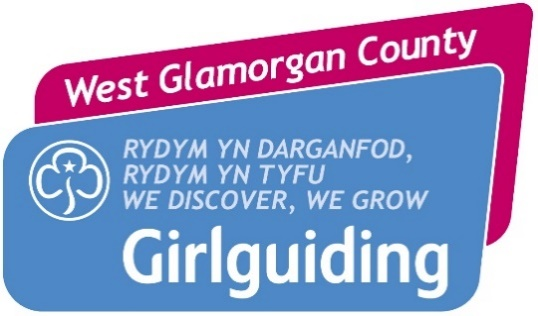 West Glamorgan County
RYDYM YN DARGANFOD,
RYDYM YN TYFU
WE DISCOVER, WE GROW
Girlguiding